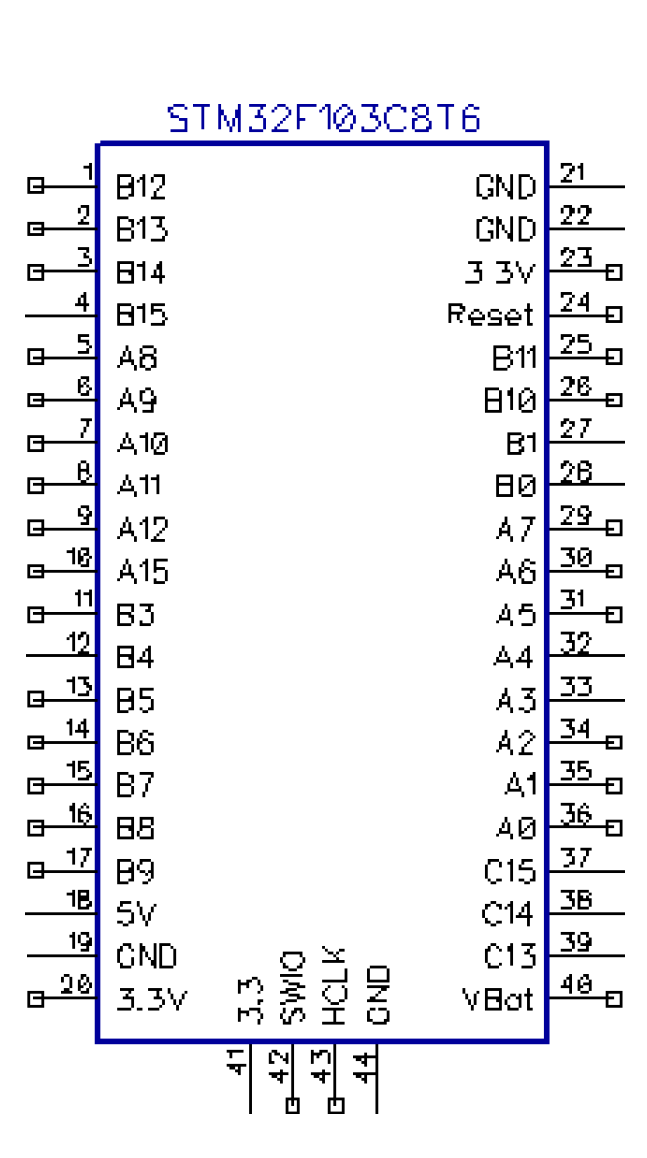 STM32F103C8T6
1 B12 GND 21
2 B13 GND 22
3 B14 3 3V 23
4 B15 Reset 24
5 A8 B11 25
6 A9 B10 26
7 A10 B1 27
8 A11 B0 28
9 A12 A7 29
10 A15 A6 30
11 B3 A5 31
12 B4 A4 32
13 B5 A3 33
14 B6 A2 34
15 B7 A1 35
16 B8 A0 36
17 B9 C15 37
18 5V C14 38
19 GND C13 39
20 3.3V VBat 40
3.3 SWIO HCLK GND
41 42 43 44